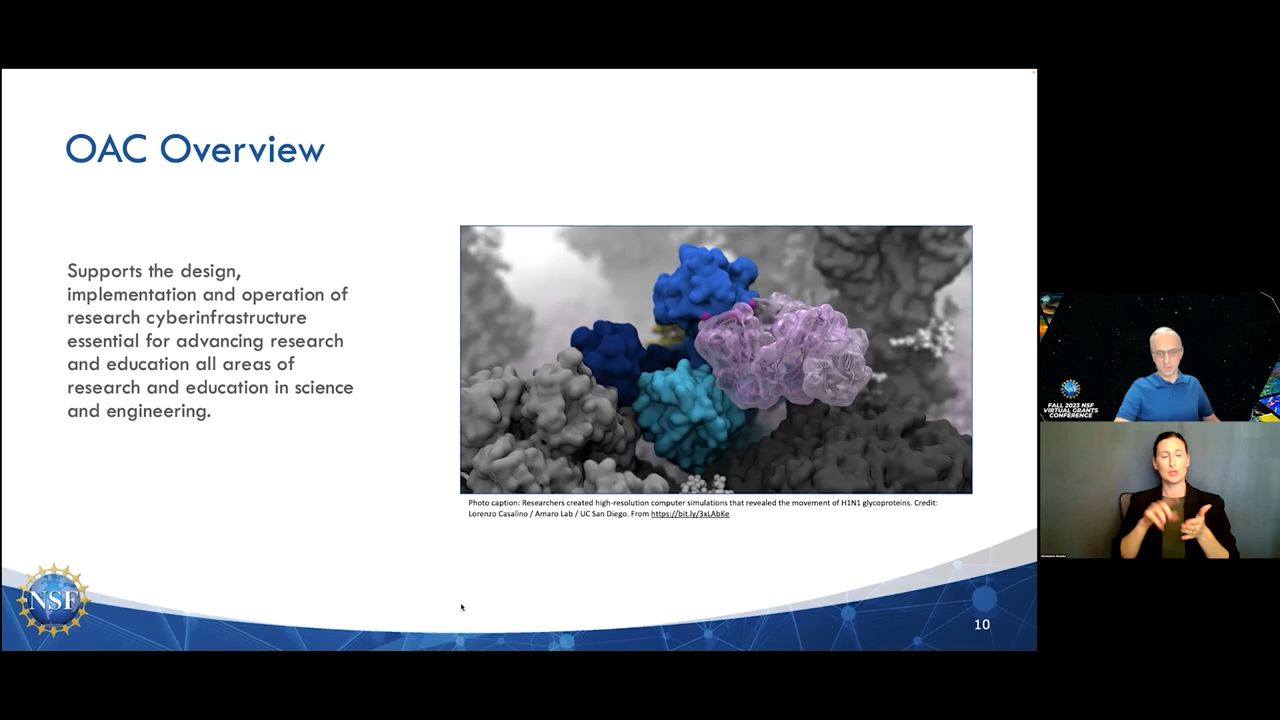 OAC Overview
Supports the design,
implementation and operation of
research cyberinfrastructure
essential for advancing research
and education all areas of
research and education in science
and engineering.
Photo caption: Researchers created high-resolution computer simulations that revealed the movement of H1N1 glycoproteins. Credit:
Lorenzo Casalino / Amaro Lab / UC San Diego. From https://bit.ly/3xLAbKe
NSF
10
FALL 2023 NSF
VIRTUAL GRANTS
CONFERENCE